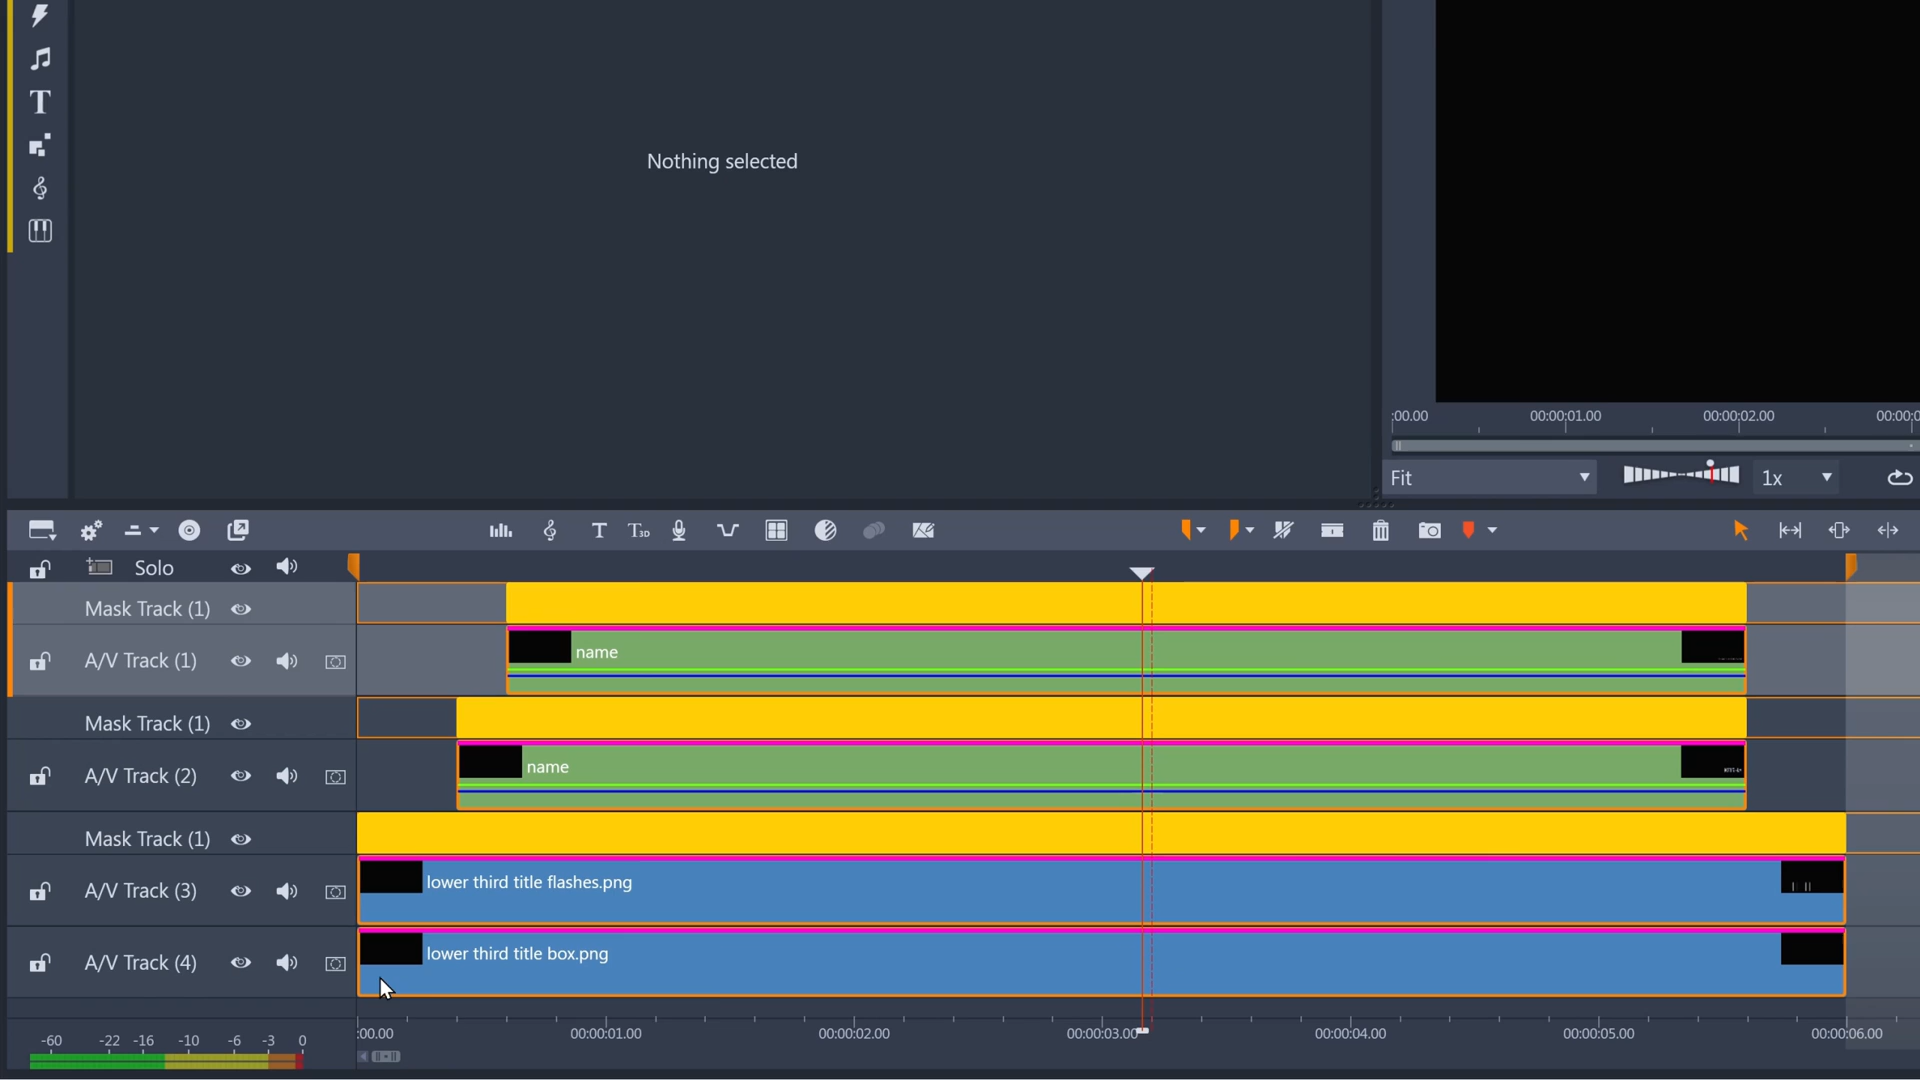 Nothing selected
:00.00 00:00:01.00 00:00:02.00 00:00:0
Fit 1x
T T3D
Solo
Mask Track (1)
A/V Track (1) name
Mask Track (1)
A/V Track (2) name
Mask Track (1)
A/V Track (3) lower third title flashes.png
A/V Track (4) lower third title box.png
:00.00 00:00:01.00 00:00:02.00 00:00:03.00 00:00:04.00 00:00:05.00 00:00:06.00
-60 -22 -16 -10 -6 -3 0